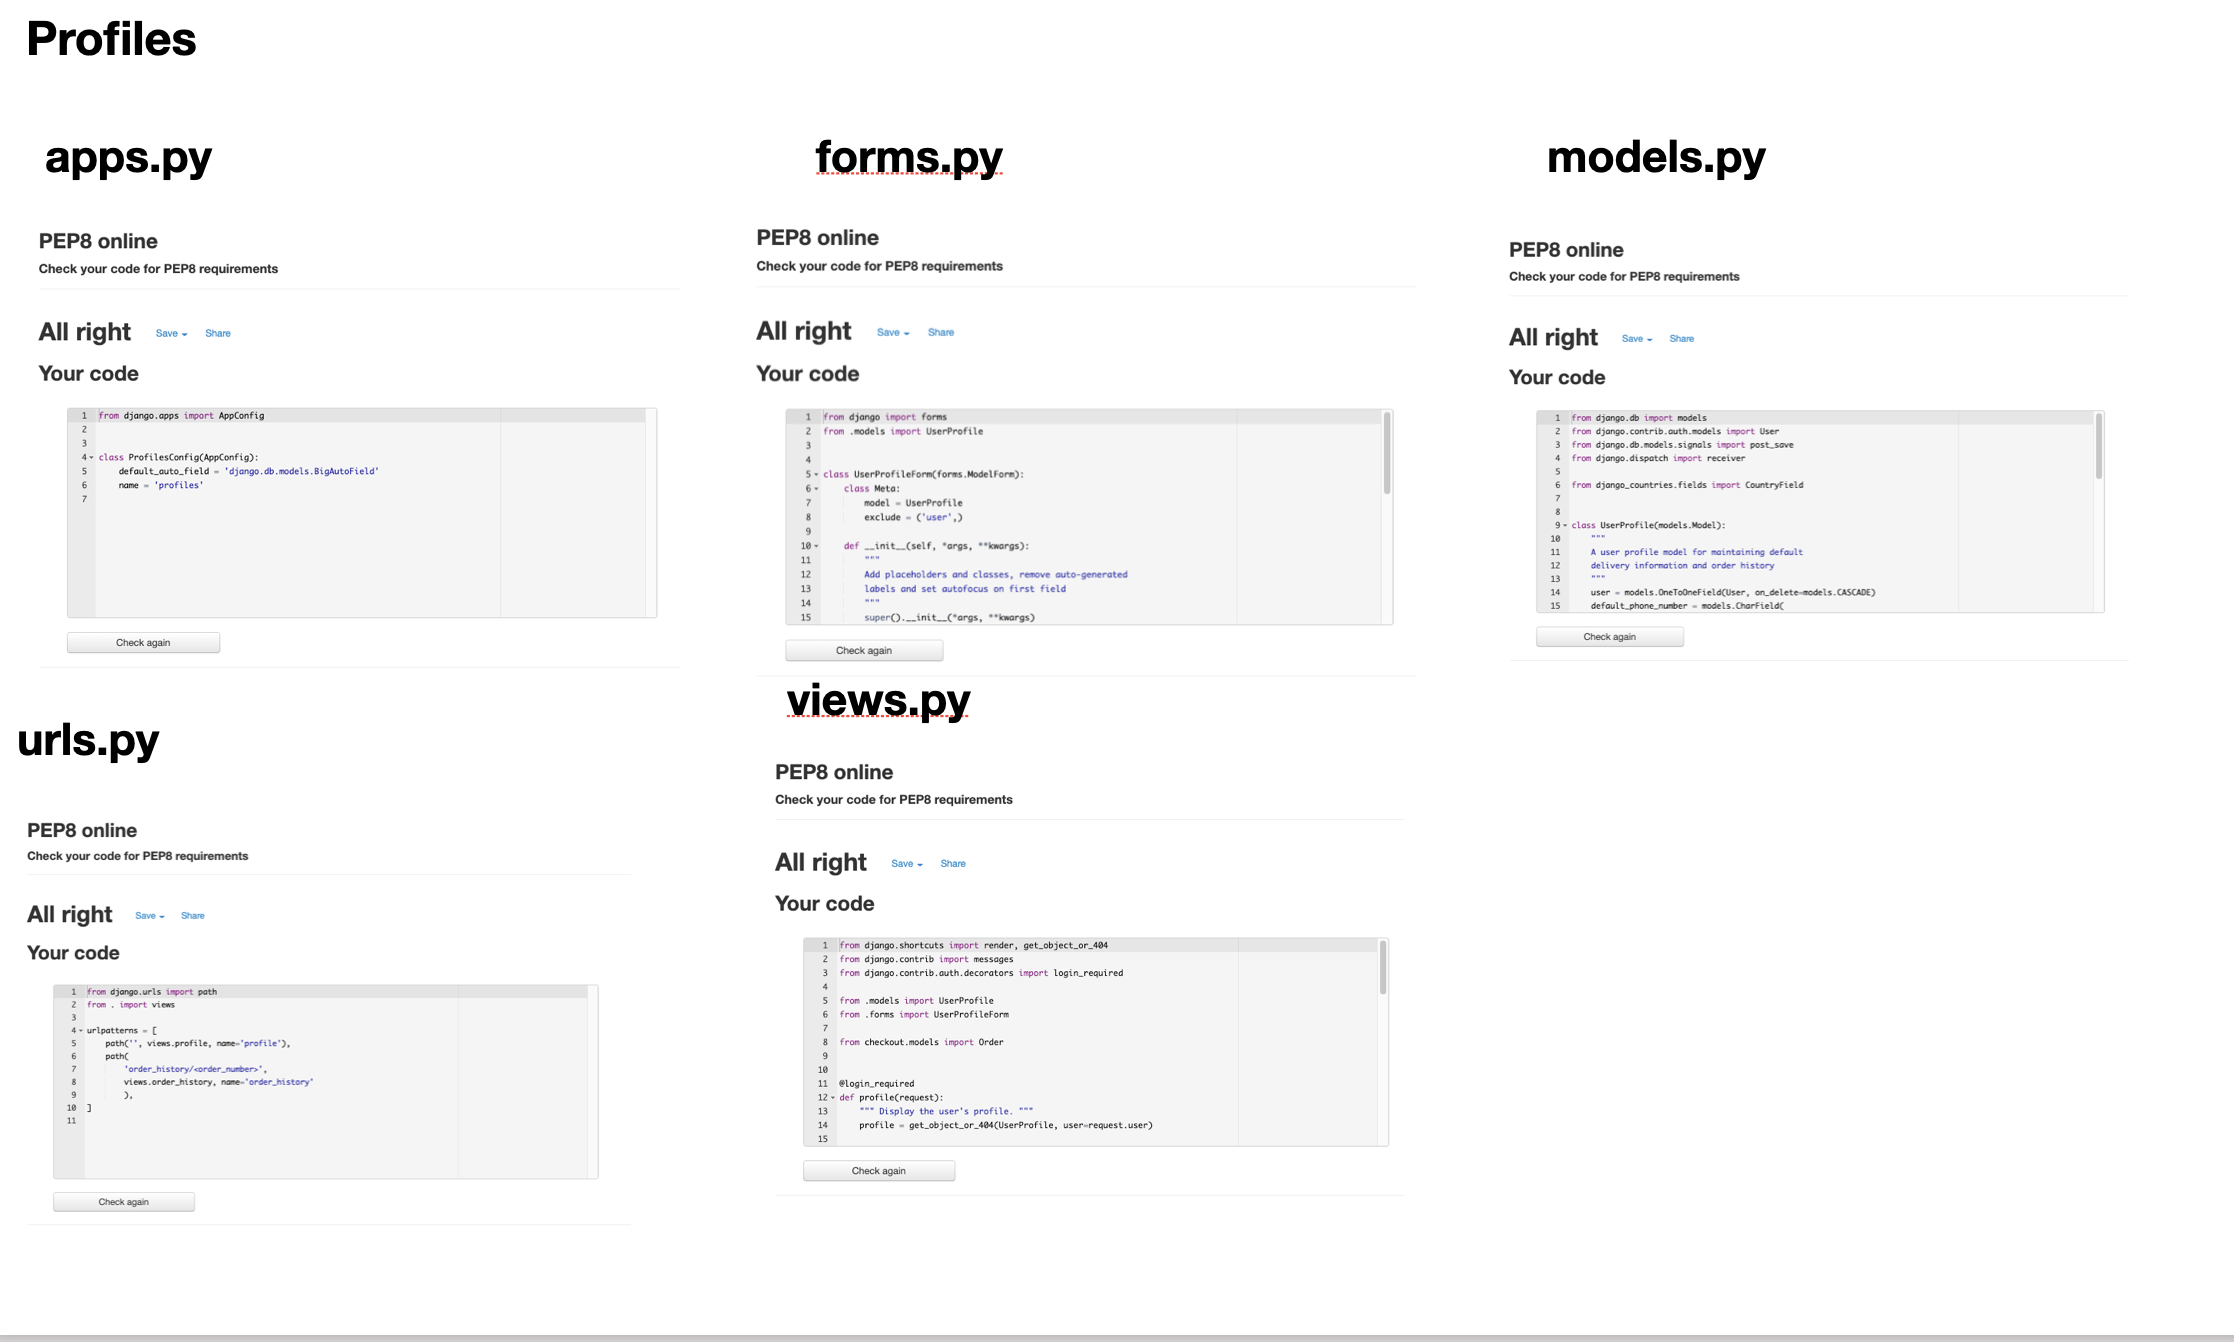 Profiles
apps.py
PEP8 online
Check your code for PEP8 requirements
All right Save Share
Your code
1 from django.apps import AppConfig
2
3
4 class ProfilesConfig(AppConfig):
5 default_auto_field = 'django.db.models.BigAutoField'
6 name = 'profiles'
7
Check again
forms.py
PEP8 online
Check your code for PEP8 requirements
All right Save Share
Your code
1 from django import forms
2 from .models import UserProfile
3
4
5 class UserProfileForm(forms.ModelForm):
6 class Meta:
7 model = UserProfile
8 exclude = ('user',)
9
10 def __init__(self, *args, **kwargs):
11 """
12 Add placeholders and classes, remove auto-generated
13 labels and set autofocus on first field
14 """
15 super().__init__(*args, **kwargs)
Check again
models.py
PEP8 online
Check your code for PEP8 requirements
All right Save Share
Your code
1 from django.db import models
2 from django.contrib.auth.models import User
3 from django.db.models.signals import post_save
4 from django.dispatch import receiver
5
6 from django_countries.fields import CountryField
7
8
9 class UserProfile(models.Model):
10 """
11 A user profile model for maintaining default
12 delivery information and order history
13 """
14 user = models.OneToOneField(User, on_delete=models.CASCADE)
15 default_phone_number = models.CharField(
Check again
urls.py
PEP8 online
Check your code for PEP8 requirements
All right Save Share
Your code
1 from django.urls import path
2 from . import views
3
4 urlpatterns = [
5 path('', views.profile, name='profile'),
6 path(
7 'order_history/<order_number>',
8 views.order_history, name='order_history'
9 ),
10 ]
11
Check again
views.py
PEP8 online
Check your code for PEP8 requirements
All right Save Share
Your code
1 from django.shortcuts import render, get_object_or_404
2 from django.contrib import messages
3 from django.contrib.auth.decorators import login_required
4
5 from .models import UserProfile
6 from .forms import UserProfileForm
7
8 from checkout.models import Order
9
10
11 @login_required
12 def profile(request):
13 """ Display the user's profile. """
14 profile = get_object_or_404(UserProfile, user=request.user)
15
Check again